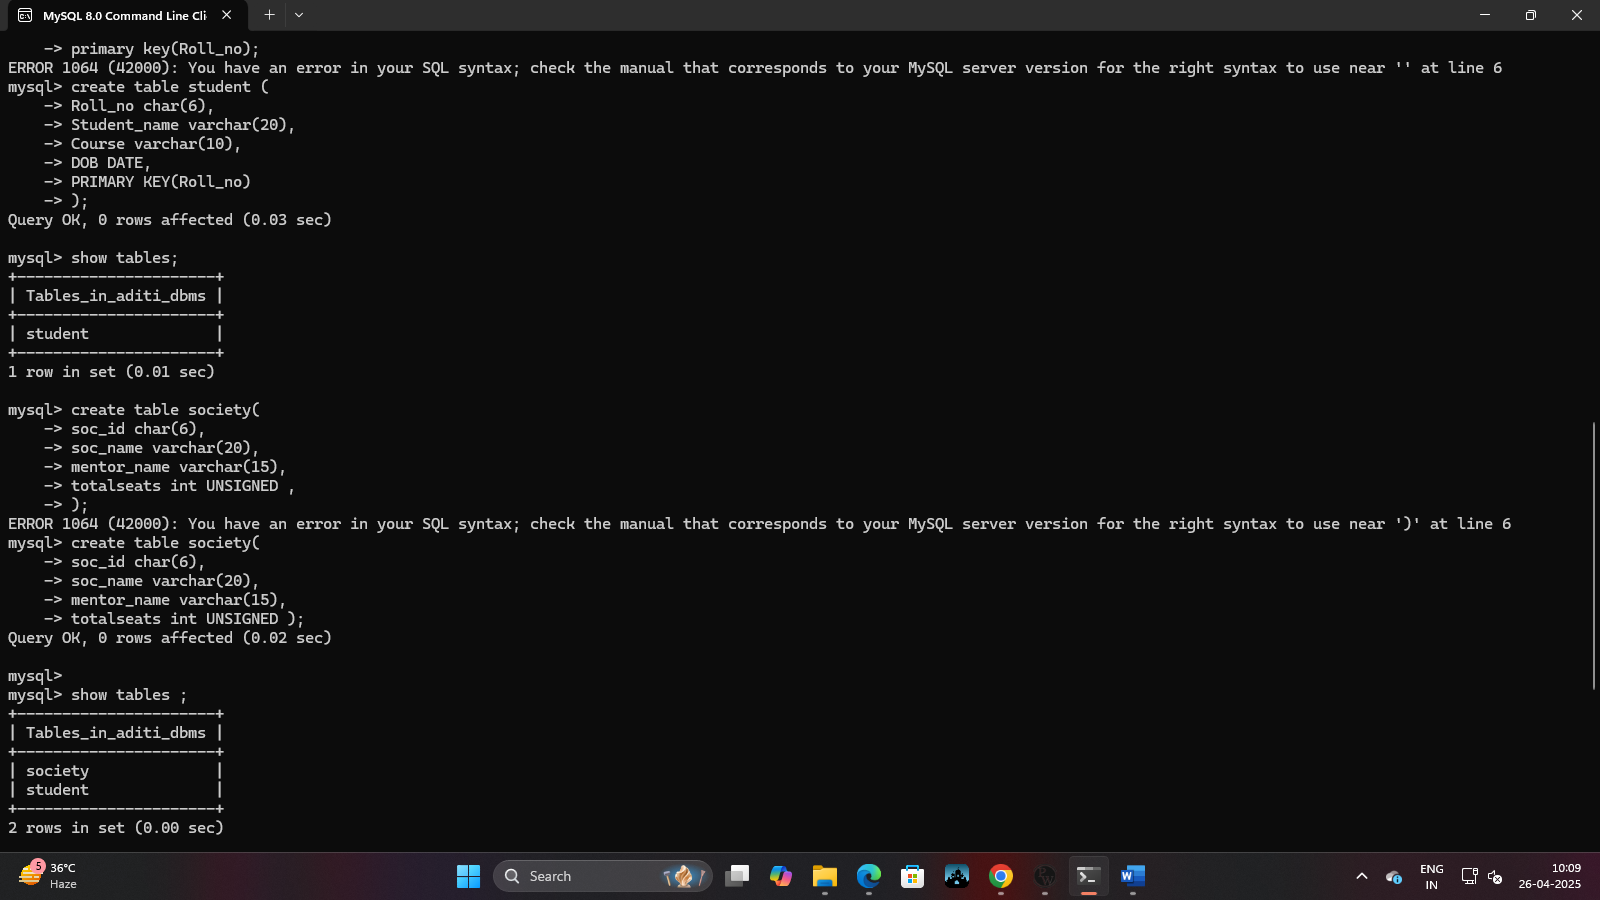 MySQL 8.0 Command Line Cli
    -> primary key(Roll_no);
ERROR 1064 (42000): You have an error in your SQL syntax; check the manual that corresponds to your MySQL server version for the right syntax to use near '' at line 6
mysql> create table student (
    -> Roll_no char(6),
    -> Student_name varchar(20),
    -> Course varchar(10),
    -> DOB DATE,
    -> PRIMARY KEY(Roll_no)
    -> );
Query OK, 0 rows affected (0.03 sec)

mysql> show tables;
+----------------------+
| Tables_in_aditi_dbms |
+----------------------+
| student              |
+----------------------+
1 row in set (0.01 sec)

mysql> create table society(
    -> soc_id char(6),
    -> soc_name varchar(20),
    -> mentor_name varchar(15),
    -> totalseats int UNSIGNED ,
    -> );
ERROR 1064 (42000): You have an error in your SQL syntax; check the manual that corresponds to your MySQL server version for the right syntax to use near ')' at line 6
mysql> create table society(
    -> soc_id char(6),
    -> soc_name varchar(20),
    -> mentor_name varchar(15),
    -> totalseats int UNSIGNED );
Query OK, 0 rows affected (0.02 sec)

mysql>
mysql> show tables ;
+----------------------+
| Tables_in_aditi_dbms |
+----------------------+
| society              |
| student              |
+----------------------+
2 rows in set (0.00 sec)
5
36°C
Haze
Search
ENG
IN
10:09
26-04-2025